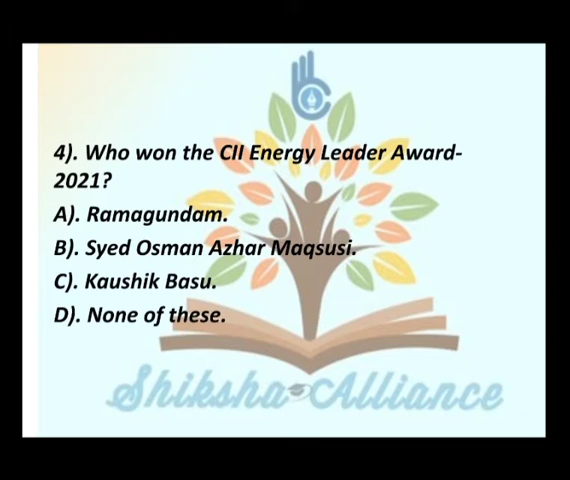 4). Who won the CII Energy Leader Award-
2021?
A). Ramagundam.
B). Syed Osman Azhar Maqsusi.
C). Kaushik Basu.
D). None of these.
Shiksha Alliance